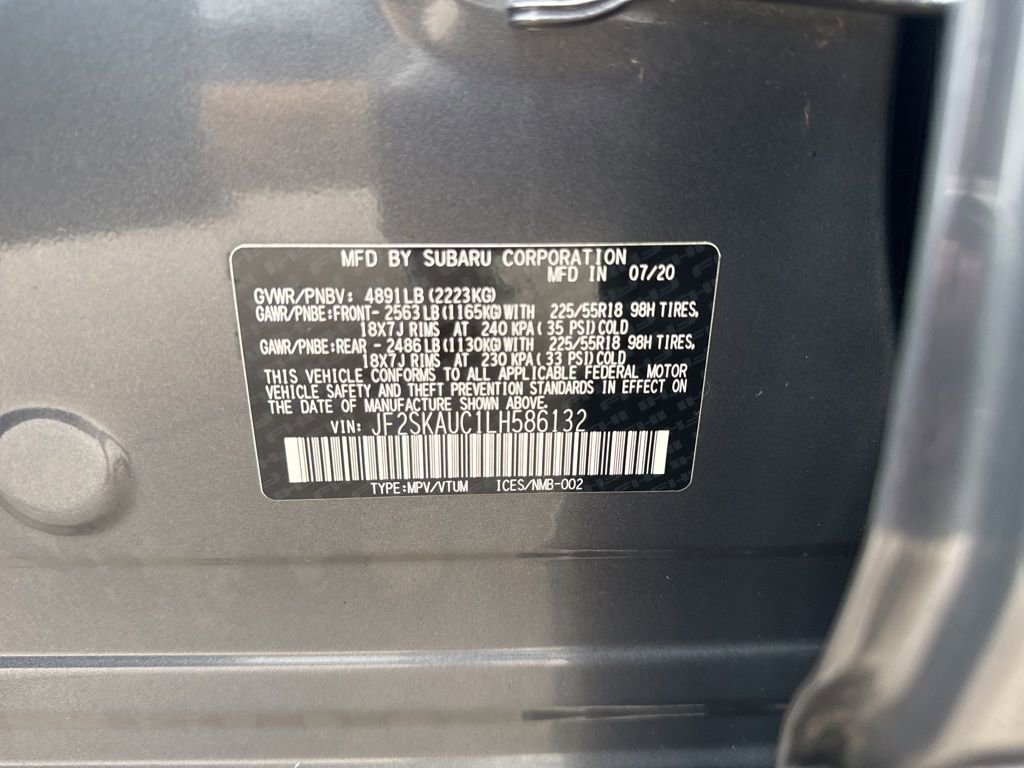 MFD BY SUBARU CORPORATION
MFD IN 07/20
GVWR/PNBV: 4891LB (2223KG)
GAWR/PNBE:FRONT- 2563LB (1165KG) WITH 225/55R18 98H TIRES,
18X7J RIMS AT 240 KPA ( 35 PSI) COLD
GAWR/PNBE:REAR - 2486LB (1130KG) WITH 225/55R18 98H TIRES,
18X7J RIMS AT 230 KPA ( 33 PSI) COLD
THIS VEHICLE CONFORMS TO ALL APPLICABLE FEDERAL MOTOR
VEHICLE SAFETY AND THEFT PREVENTION STANDARDS IN EFFECT ON
THE DATE OF MANUFACTURE SHOWN ABOVE.
VIN: JF2SKAUC1LH586132
TYPE:MPV/VTUM ICES/NMB-002